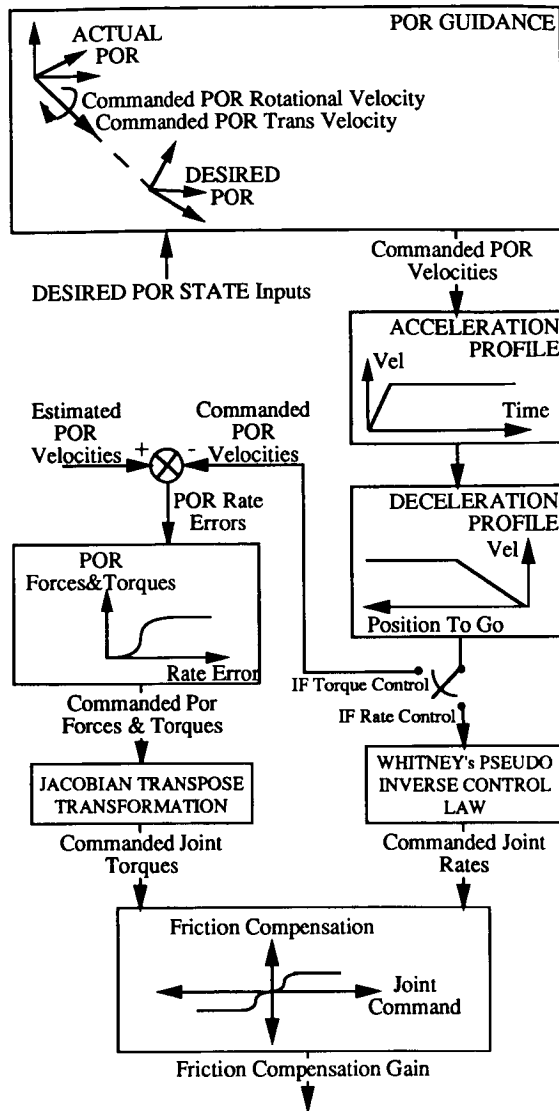 POR GUIDANCE
ACTUAL
POR
Commanded POR Rotational Velocity
Commanded POR Trans Velocity
DESIRED
POR
DESIRED POR STATE Inputs
Commanded POR
Velocities
ACCELERATION
PROFILE
Vel
Time
Estimated
POR
Velocities
+
-
Commanded
POR
Velocities
POR Rate
Errors
DECELERATION
PROFILE
Vel
Position To Go
POR
Forces&Torques
Rate Error
IF Torque Control
IF Rate Control
Commanded Por
Forces & Torques
JACOBIAN TRANSPOSE
TRANSFORMATION
WHITNEY's PSEUDO
INVERSE CONTROL
LAW
Commanded Joint
Torques
Commanded Joint
Rates
Friction Compensation
Joint
Command
Friction Compensation Gain